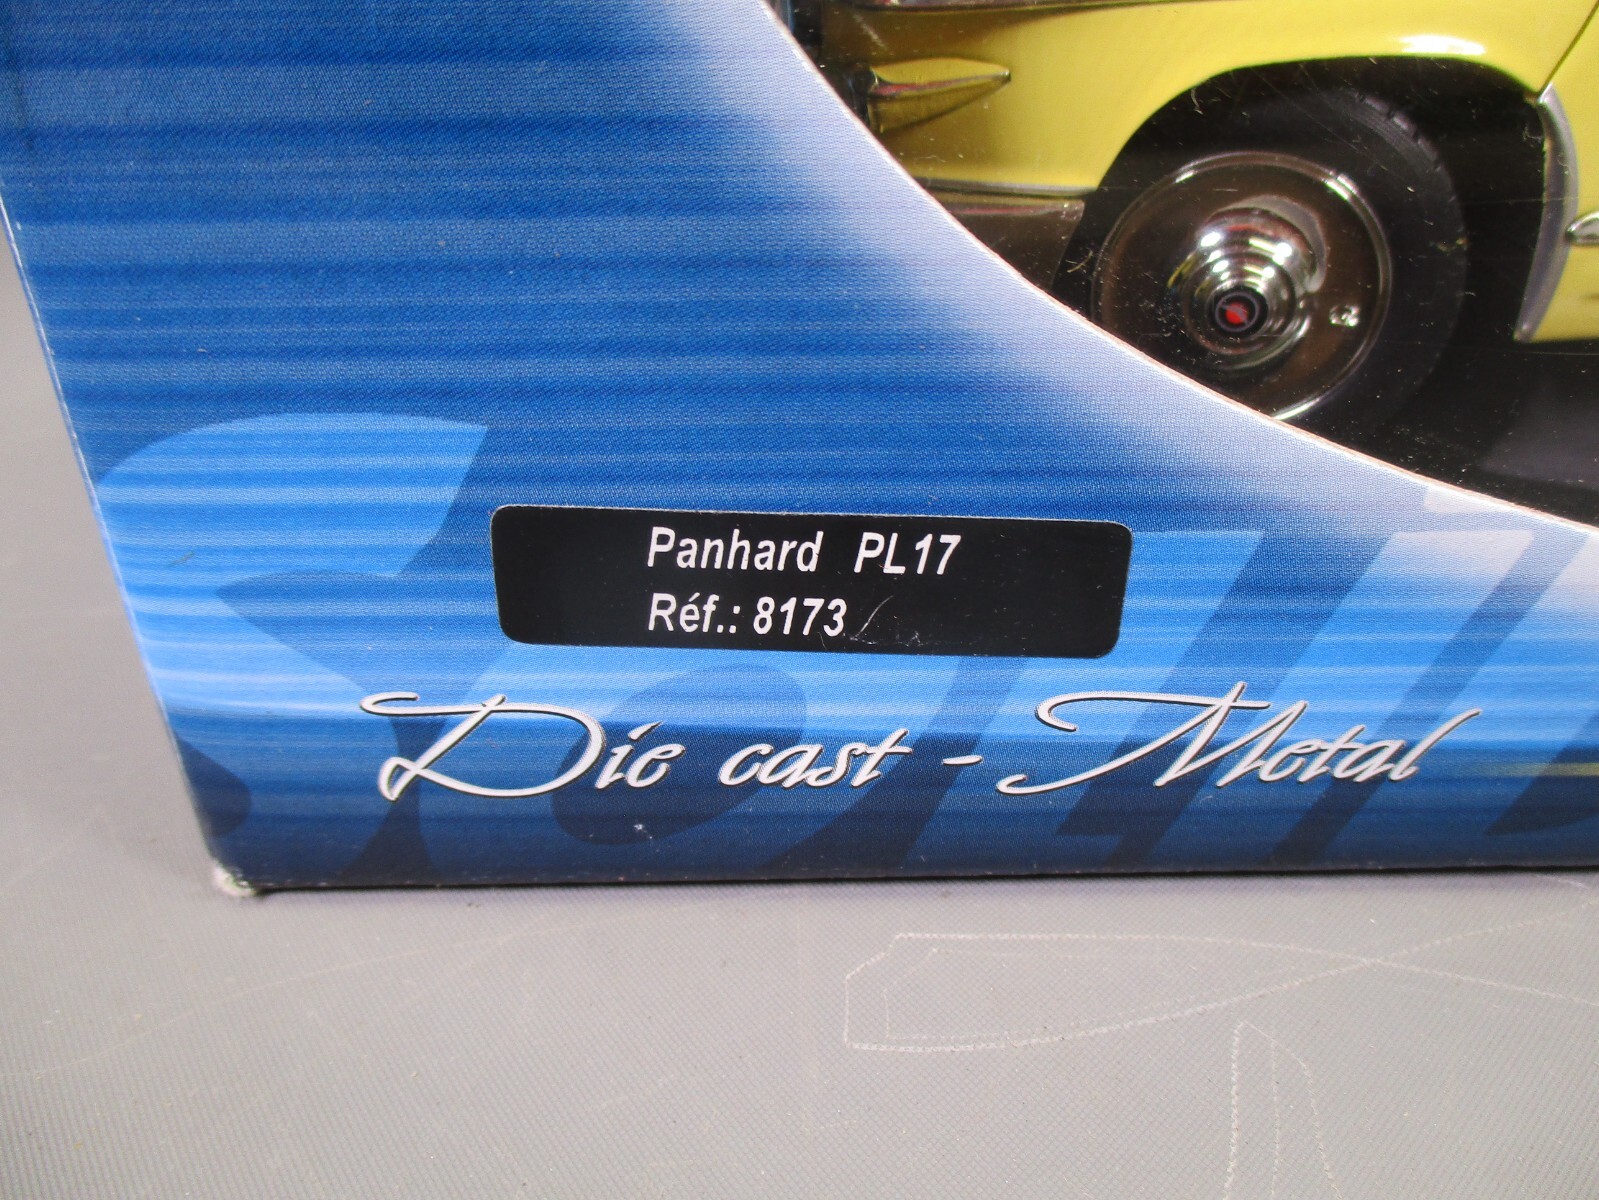 Panhard PL17
Réf.: 8173
Die cast - Metal